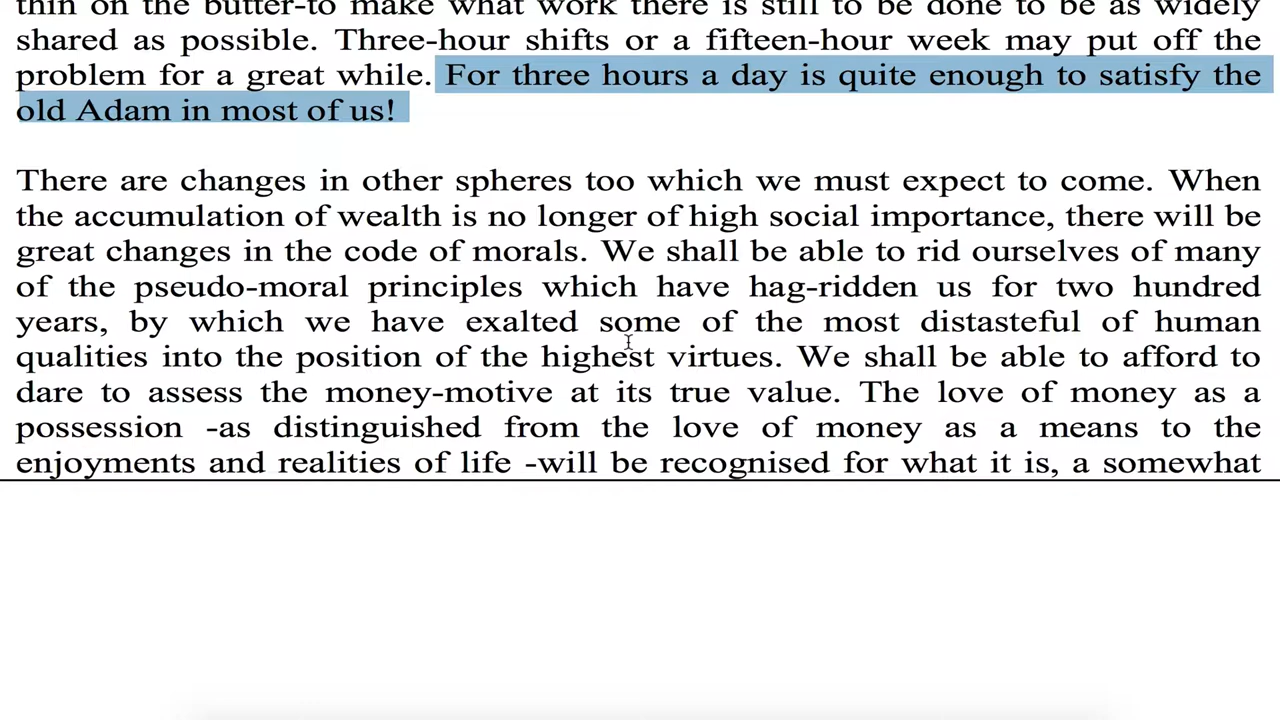 thin on the butter-to make what work there is still to be done to be as widely
shared as possible. Three-hour shifts or a fifteen-hour week may put off the
problem for a great while. For three hours a day is quite enough to satisfy the
old Adam in most of us!
There are changes in other spheres too which we must expect to come. When
the accumulation of wealth is no longer of high social importance, there will be
great changes in the code of morals. We shall be able to rid ourselves of many
of the pseudo-moral principles which have hag-ridden us for two hundred
years, by which we have exalted some of the most distasteful of human
qualities into the position of the highest virtues. We shall be able to afford to
dare to assess the money-motive at its true value. The love of money as a
possession -as distinguished from the love of money as a means to the
enjoyments and realities of life -will be recognised for what it is, a somewhat